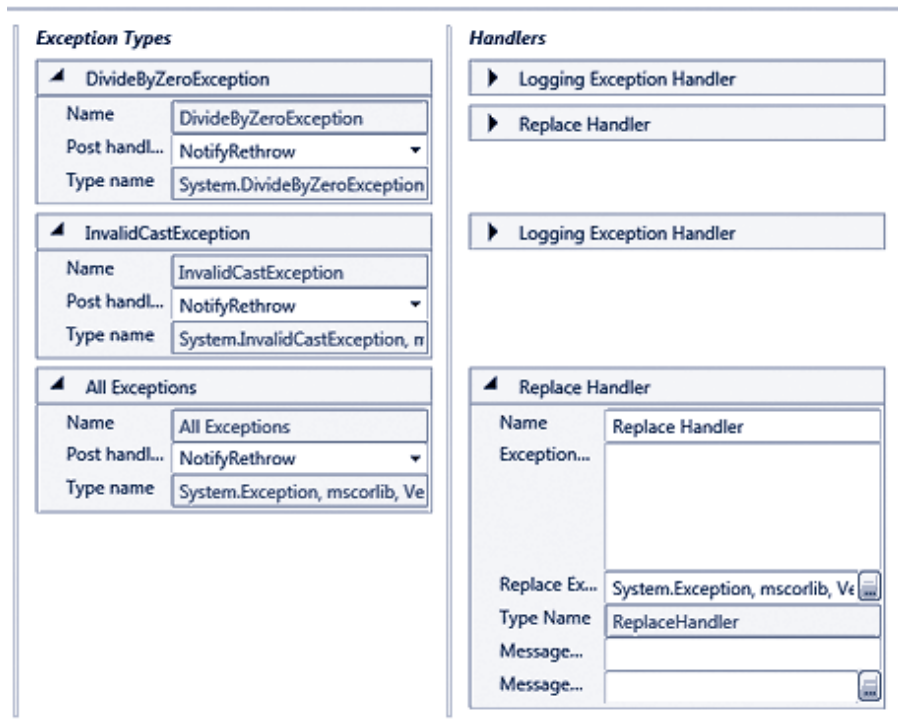 Exception Types
DivideByZeroException
Name DivideByZeroException
Post handl... NotifyRethrow
Type name System.DivideByZeroException
InvalidCastException
Name InvalidCastException
Post handl... NotifyRethrow
Type name System.InvalidCastException,
All Exceptions
Name All Exceptions
Post handl... NotifyRethrow
Type name System.Exception, mscorlib, Ve
Handlers
Logging Exception Handler
Replace Handler
Logging Exception Handler
Replace Handler
Name Replace Handler
Exception...
Replace Ex... System.Exception, mscorlib, Ve
Type Name ReplaceHandler
Message...
Message...